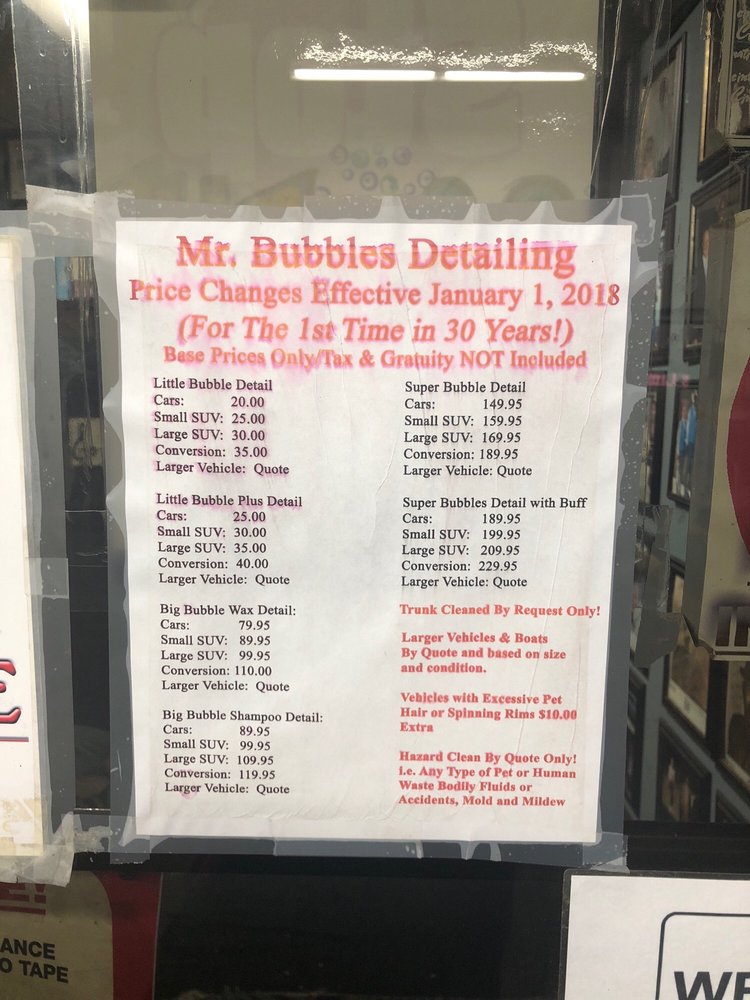 Mr. Bubbles Detailing
Price Changes Effective January 1, 2018
(For The 1st Time in 30 Years!)
Base Prices Only/Tax & Gratuity NOT Included
Little Bubble Detail
Cars: 20.00
Small SUV: 25.00
Large SUV: 30.00
Conversion: 35.00
Larger Vehicle: Quote
Little Bubble Plus Detail
Cars: 25.00
Small SUV: 30.00
Large SUV: 35.00
Conversion: 40.00
Larger Vehicle: Quote
Big Bubble Wax Detail:
Cars: 79.95
Small SUV: 89.95
Large SUV: 99.95
Conversion: 110.00
Larger Vehicle: Quote
Big Bubble Shampoo Detail:
Cars: 89.95
Small SUV: 99.95
Large SUV: 109.95
Conversion: 119.95
Larger Vehicle: Quote
Super Bubble Detail
Cars: 149.95
Small SUV: 159.95
Large SUV: 169.95
Conversion: 189.95
Larger Vehicle: Quote
Super Bubbles Detail with Buff
Cars: 189.95
Small SUV: 199.95
Large SUV: 209.95
Conversion: 229.95
Larger Vehicle: Quote
Trunk Cleaned By Request Only!
Larger Vehicles & Boats
By Quote and based on size
and condition.
Vehicles with Excessive Pet
Hair or Spinning Rims $10.00
Extra
Hazard Clean By Quote Only!
i.e. Any Type of Pet or Human
Waste Bodily Fluids or
Accidents, Mold and Mildew
E
ANCE
O TAPE
WE